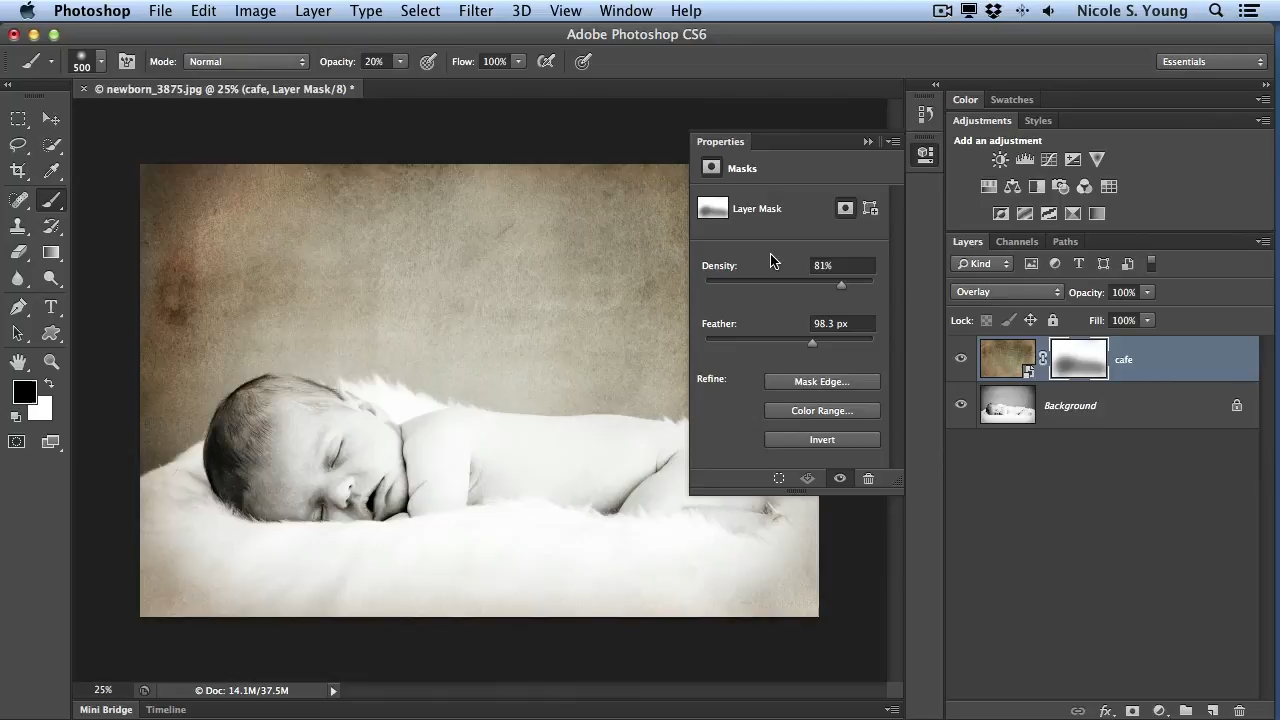 Photoshop File Edit Image Layer Type Select Filter 3D View Window Help Nicole S. Young
Adobe Photoshop CS6
500 Mode: Normal Opacity: 20% Flow: 100% Essentials
× © newborn_3875.jpg @ 25% (cafe, Layer Mask/8) *
Color Swatches
Adjustments Styles
Add an adjustment
Properties
Masks
Layer Mask
Density: 81%
Feather: 98.3 px
Refine: Mask Edge...
Color Range...
Invert
Layers Channels Paths
Kind
Overlay Opacity: 100%
Lock: Fill: 100%
cafe
Background
25% © Doc: 14.1M/37.5M
Mini Bridge Timeline